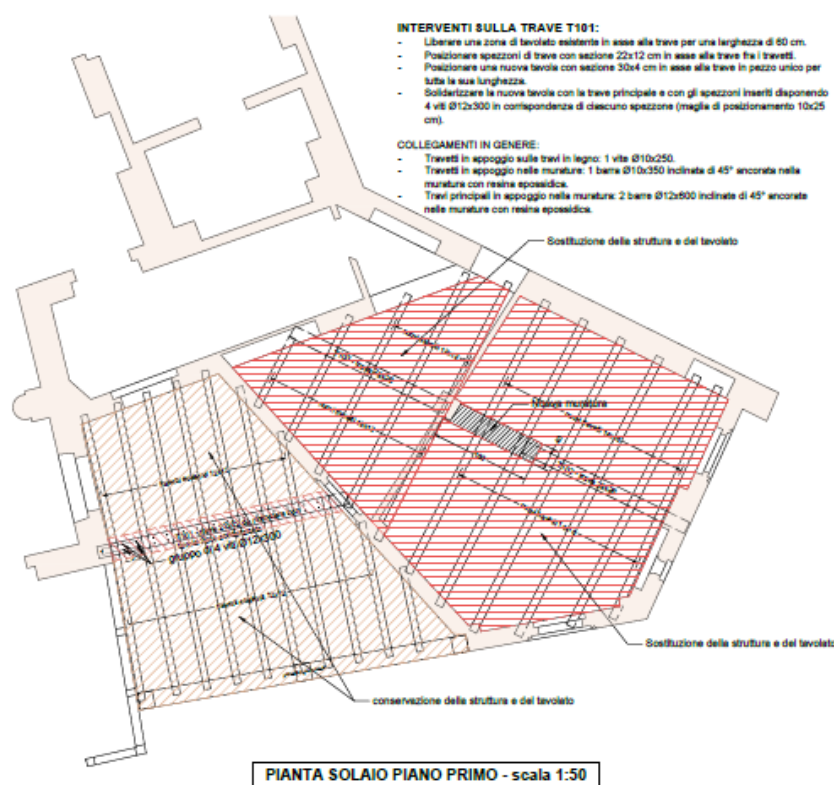 INTERVENTI SULLA TRAVE T101:
- Liberare una zona di tavolato esistente in asse alla trave per una larghezza di 60 cm.
- Posizionare spezzoni di trave con sezione 22x12 cm in asse alla trave fra i travetti.
- Posizionare una nuova tavola con sezione 30x4 cm in asse alla trave in pezzo unico per
tutta la sua lunghezza.
- Solidarizzare la nuova tavola con la trave principale e con gli spezzoni inseriti disponendo
4 viti Ø12x300 in corrispondenza di ciascuno spezzone (maglia di posizionamento 10x25
cm).
COLLEGAMENTI IN GENERE:
- Travetti in appoggio sulle travi in legno: 1 vite Ø10x250.
- Travetti in appoggio nelle murature: 1 barra Ø10x350 inclinata di 45° ancorata nella
muratura con resina epossidica.
- Travi principali in appoggio nella muratura: 2 barre Ø12x600 inclinate di 45° ancorate
nelle murature con resina epossidica.
Sostituzione della struttura e del tavolato
Nuova muratura
gruppo di 4 viti Ø12x300
Sostituzione della struttura e del tavolato
conservazione della struttura e del tavolato
PIANTA SOLAIO PIANO PRIMO - scala 1:50